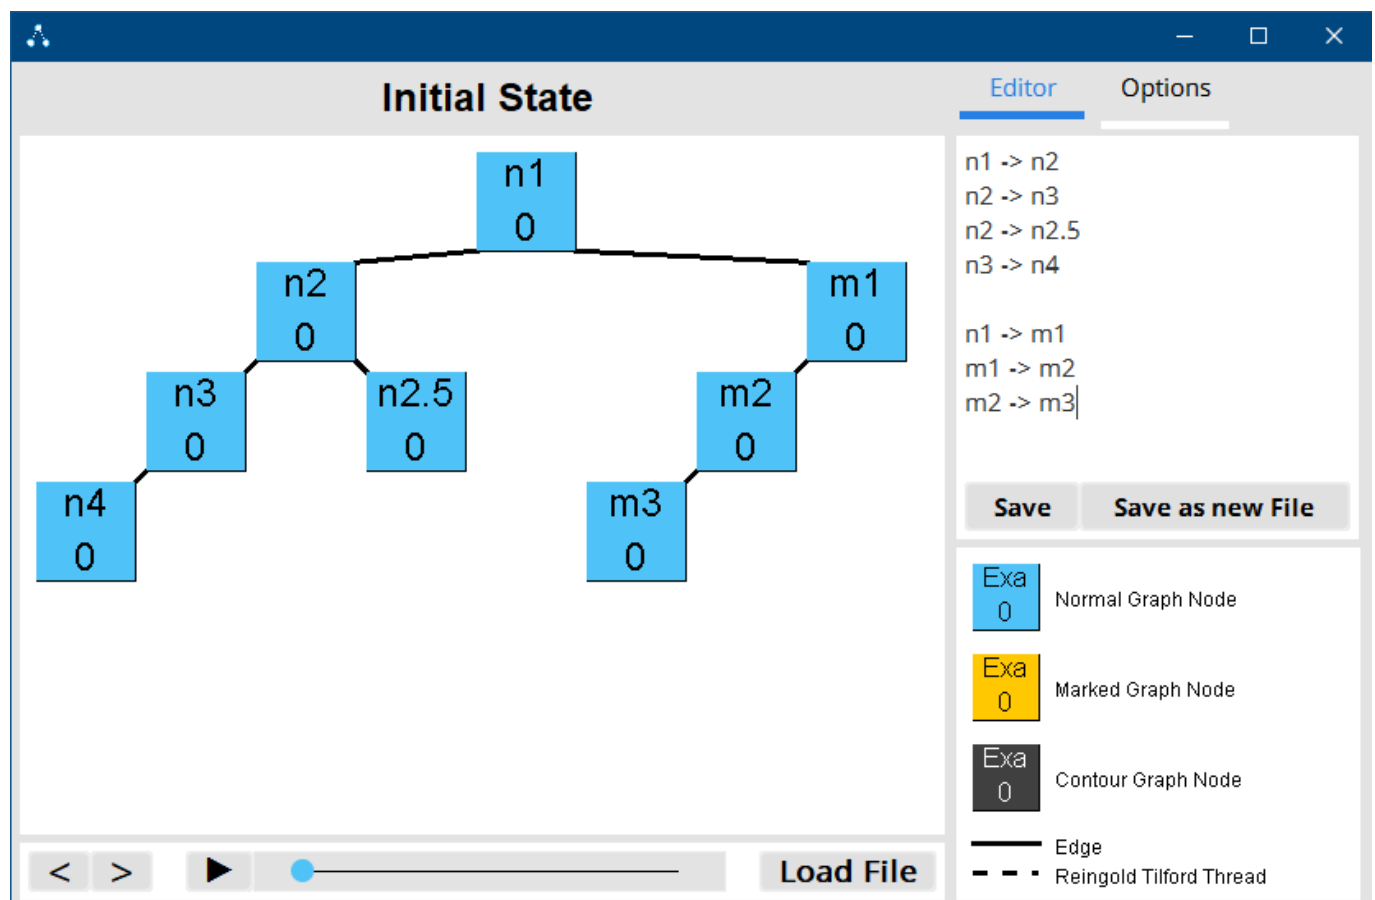 Initial State
Editor
Options
n1
0
n2
0
m1
0
n3
0
n2.5
0
m2
0
n4
0
m3
0
n1 -> n2
n2 -> n3
n2 -> n2.5
n3 -> n4
n1 -> m1
m1 -> m2
m2 -> m3
Save
Save as new File
Exa
0
Normal Graph Node
Exa
0
Marked Graph Node
Exa
0
Contour Graph Node
Edge
Reingold Tilford Thread
<
>
Load File